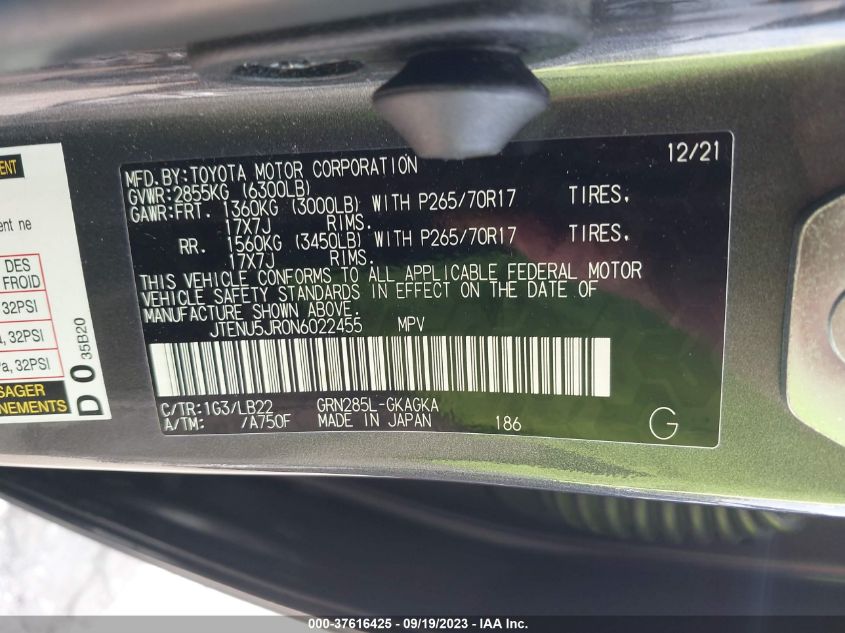 MFD.BY:TOYOTA MOTOR CORPORATION 12/21
GVWR:2855KG (6300LB)
GAWR:FRT. 1360KG (3000LB) WITH P265/70R17 TIRES.
17X7J RIMS.
RR. 1560KG (3450LB) WITH P265/70R17 TIRES.
17X7J RIMS.
THIS VEHICLE CONFORMS TO ALL APPLICABLE FEDERAL MOTOR
VEHICLE SAFETY STANDARDS IN EFFECT ON THE DATE OF
MANUFACTURE SHOWN ABOVE.
JTENU5JR0N6022455 MPV
C/TR:1G3/LB22 GRN285L-GKAGKA
A/TM: /A750F MADE IN JAPAN 186 G
ENT
ent ne
DES
FROID
32PSI
a, 32PSI
Pa, 32PSI
SAGER
NEMENTS
D 0 35B20
000-37616425 - 09/19/2023 - IAA Inc.